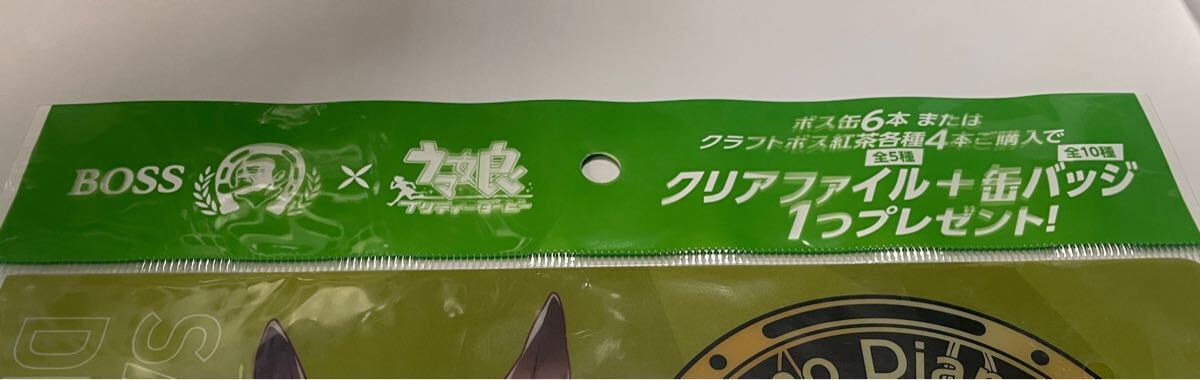 BOSS × ウマ娘
プリティーダービー
ボス缶6本 または
クラフトボス紅茶各種4本ご購入で
全5種 全10種
クリアファイル＋缶バッジ
1つプレゼント！